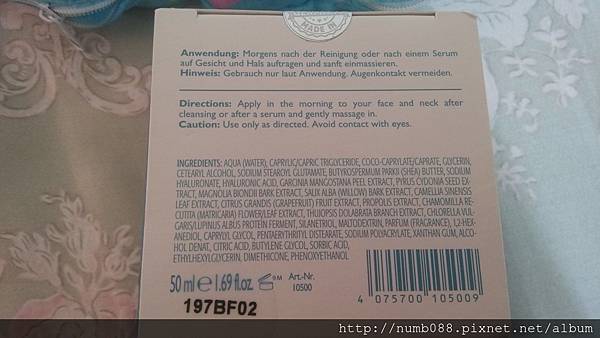 MADE IN
Anwendung: Morgens nach der Reinigung oder nach einem Serum
auf Gesicht und Hals auftragen und sanft einmassieren.
Hinweis: Gebrauch nur laut Anwendung. Augenkontakt vermeiden.
Directions: Apply in the morning to your face and neck after
cleansing or after a serum and gently massage in.
Caution: Use only as directed. Avoid contact with eyes.
INGREDIENTS: AQUA (WATER), CAPRYLIC/CAPRIC TRIGLYCERIDE, COCO-CAPRYLATE/CAPRATE, GLYCERIN,
CETEARYL ALCOHOL, SODIUM STEAROYL GLUTAMATE, BUTYROSPERMUM PARKII (SHEA) BUTTER, SODIUM
HYALURONATE, HYALURONIC ACID, GARCINIA MANGOSTANA PEEL EXTRACT, PYRUS CYDONIA SEED EX-
TRACT, MAGNOLIA BIONDII BARK EXTRACT, SALIX ALBA (WILLOW) BARK EXTRACT, CAMELLIA SINENSIS
LEAF EXTRACT, CITRUS GRANDIS (GRAPEFRUIT) FRUIT EXTRACT, PROPOLIS EXTRACT, CHAMOMILLA RE-
CUTITA (MATRICARIA) FLOWER/LEAF EXTRACT, THUJOPSIS DOLABRATA BRANCH EXTRACT, CHLORELLA VUL-
GARIS/LUPINUS ALBUS PROTEIN FERMENT, SILANETRIOL, MALTODEXTRIN, PARFUM (FRAGRANCE), 1,2-HEX-
ANEDIOL, CAPRYLYL GLYCOL, PENTAERYTHRITYL DISTEARATE, SODIUM POLYACRYLATE, XANTHAN GUM, ALCO-
HOL DENAT., CITRIC ACID, BUTYLENE GLYCOL, SORBIC ACID,
ETHYLHEXYLGLYCERIN, DIMETHICONE, PHENOXYETHANOL
50 ml e 1.69 fl.oz. 6M Art.-Nr.
10500
197BF02
4 075700 105009
http://numb088.pixnet.net/album